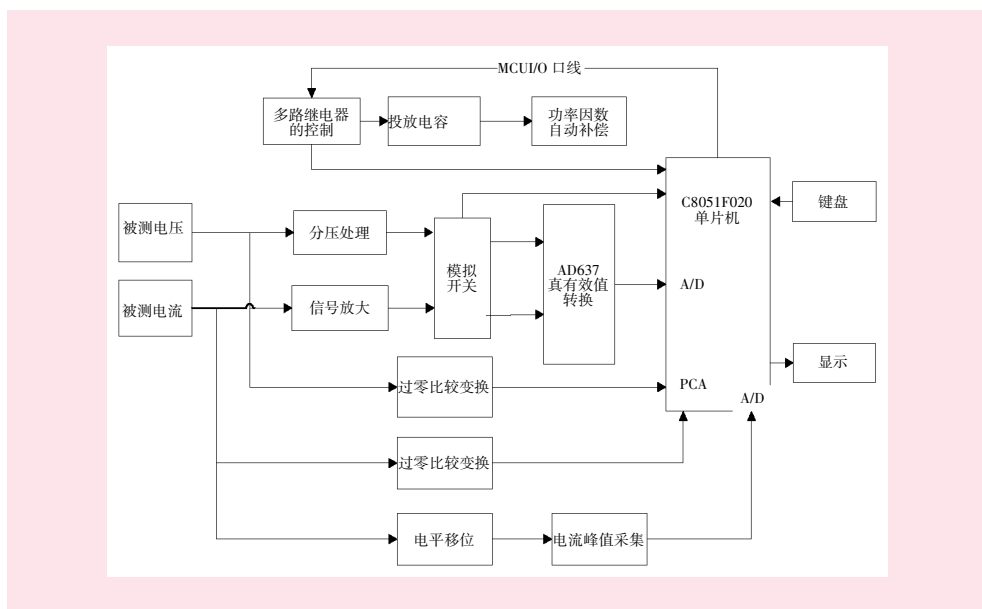 MCUI/O 口线
多路继电器
的控制
投放电容
功率因数
自动补偿
C8051F020
单片机
键盘
被测电压
分压处理
模拟
开关
AD637
真有效值
转换
A/D
被测电流
信号放大
显示
过零比较变换
PCA
A/D
过零比较变换
电平移位
电流峰值采集